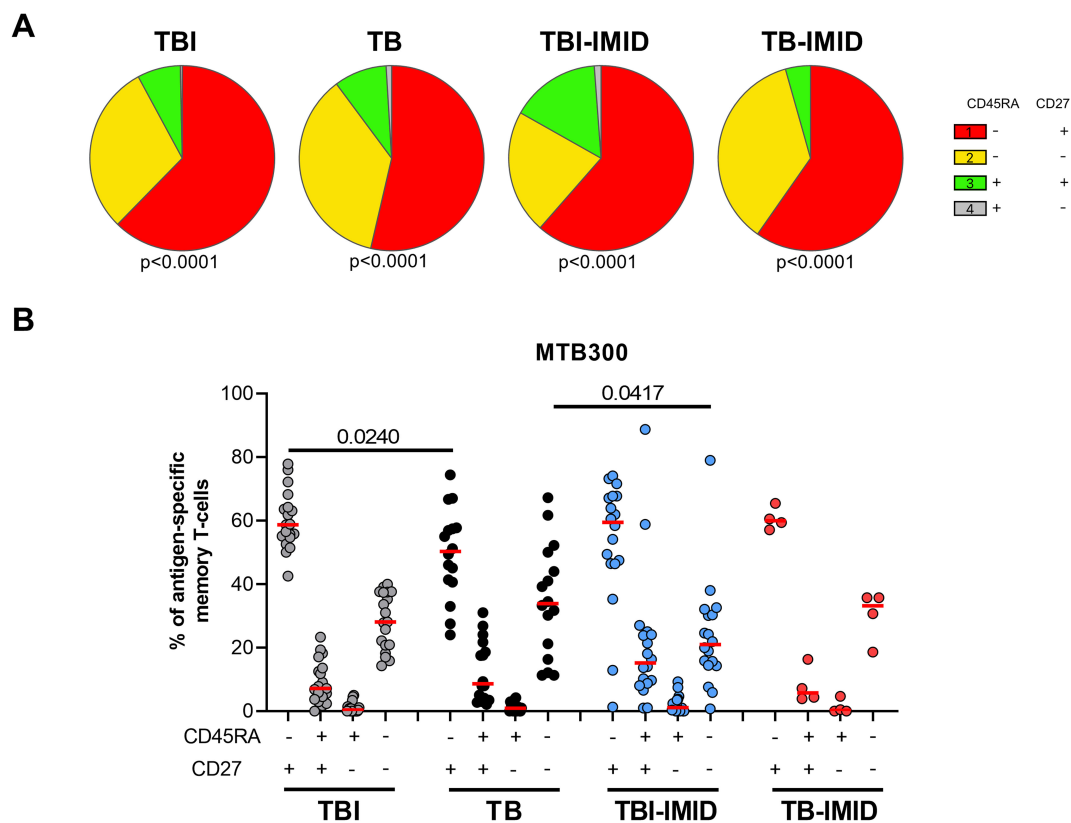 A
TBI TB TBI-IMID TB-IMID
p<0.0001 p<0.0001 p<0.0001 p<0.0001
CD45RA CD27
1 - +
2 - -
3 + +
4 + -
B
MTB300
% of antigen-specific
memory T-cells
100
80
60
40
20
0
0.0240
0.0417
CD45RA - + + - - + + - - + + - - + + -
CD27 + + - - + + - - + + - - + + - -
TBI TB TBI-IMID TB-IMID